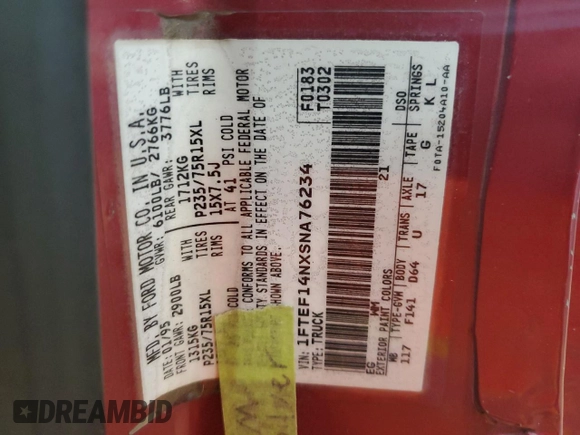 MFD. BY FORD MOTOR CO. IN U.S.A.
DATE: 01/95 GVWR: 6100LB/ 2766KG
FRONT GAWR: 2900LB REAR GAWR: 3776LB
1315KG WITH 1712KG WITH
P235/75R15XL TIRES P235/75R15XL TIRES
RIMS 15X7.5J RIMS
COLD AT 41 PSI COLD
CONFORMS TO ALL APPLICABLE FEDERAL MOTOR
TY STANDARDS IN EFFECT ON THE DATE OF
SHOWN ABOVE.
F0183
T0302
VIN: 1FTEF14NXSNA76234
TYPE: TRUCK
21
EXTERIOR PAINT COLORS DSO
EG WM
WB TYPE-GVW BODY TRANS AXLE TAPE SPRINGS
117 F141 D64 U 17 G K L
F0TA-15204A10-AA
DREAMBID